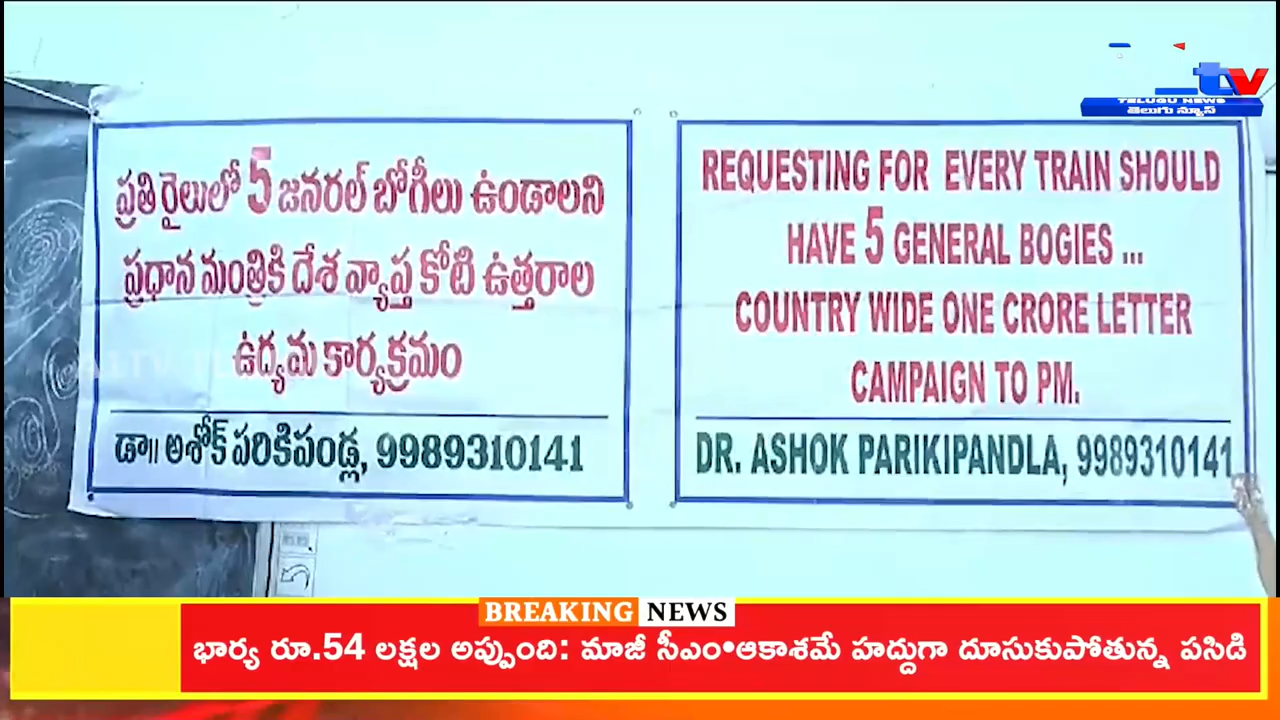 tv
TELUGU NEWS
తెలుగు న్యూస్
ప్రతి రైలులో 5 జనరల్ బోగీలు ఉండాలని
ప్రధాన మంత్రికి దేశ వ్యాప్త కోటి ఉత్తరాల
ఉద్యమ కార్యక్రమం
డా॥ అశోక్ పరికిపండ్ల, 9989310141
REQUESTING FOR EVERY TRAIN SHOULD
HAVE 5 GENERAL BOGIES ...
COUNTRY WIDE ONE CRORE LETTER
CAMPAIGN TO PM.
DR. ASHOK PARIKIPANDLA, 9989310141
BREAKING NEWS
భార్య రూ.54 లక్షల అప్పుంది: మాజీ సీఎం•ఆకాశమే హద్దుగా దూసుకుపోతున్న పసిడి